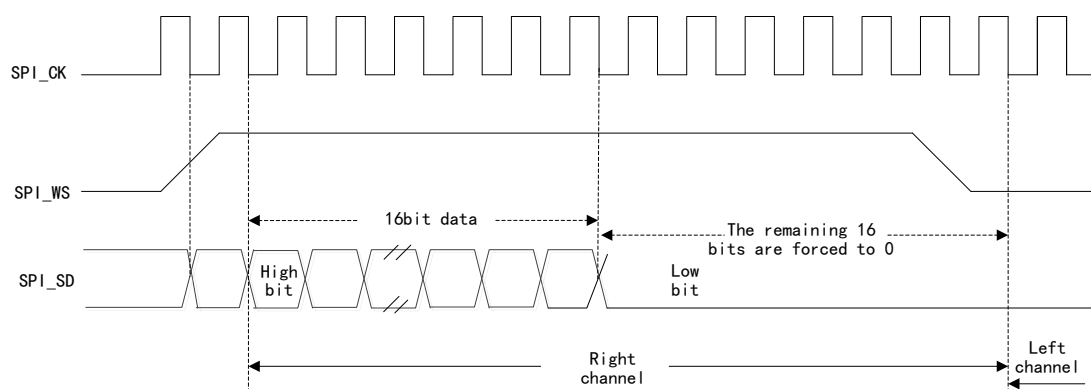 SPI_CK
SPI_WS
16bit data
The remaining 16
bits are forced to 0
SPI_SD
High
bit
Low
bit
Right
channel
Left
channel